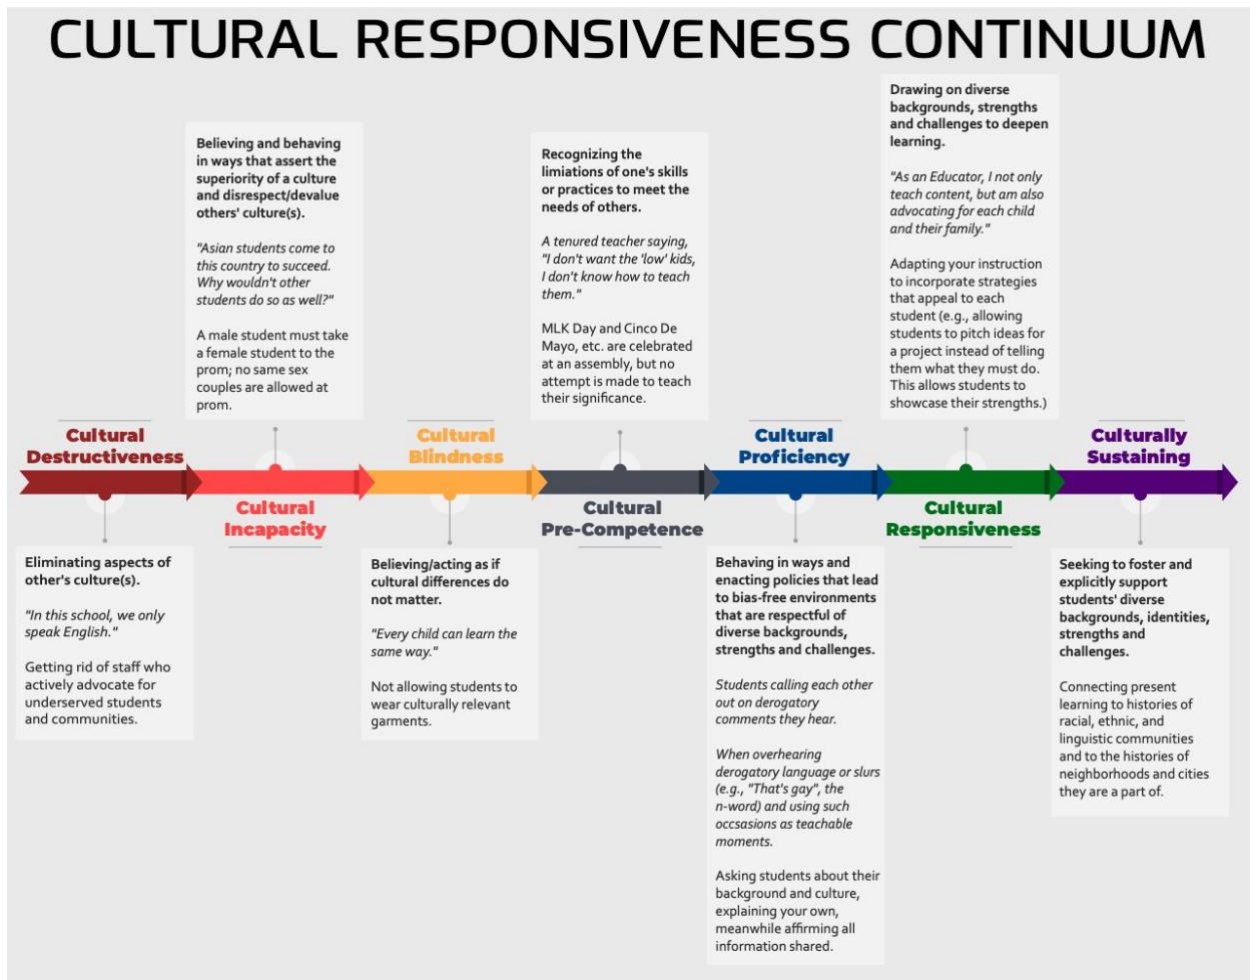 CULTURAL RESPONSIVENESS CONTINUUM
Cultural
Destructiveness
Eliminating aspects of
other's culture(s).
"In this school, we only
speak English."
Getting rid of staff who
actively advocate for
underserved students
and communities.
Believing and behaving
in ways that assert the
superiority of a culture
and disrespect/devalue
others' culture(s).
"Asian students come to
this country to succeed.
Why wouldn't other
students do so as well?"
A male student must take
a female student to the
prom; no same sex
couples are allowed at
prom.
Cultural
Incapacity
Cultural
Blindness
Believing/acting as if
cultural differences do
not matter.
"Every child can learn the
same way."
Not allowing students to
wear culturally relevant
garments.
Recognizing the
limiations of one's skills
or practices to meet the
needs of others.
A tenured teacher saying,
"I don't want the 'low' kids,
I don't know how to teach
them."
MLK Day and Cinco De
Mayo, etc. are celebrated
at an assembly, but no
attempt is made to teach
their significance.
Cultural
Pre-Competence
Cultural
Proficiency
Behaving in ways and
enacting policies that lead
to bias-free environments
that are respectful of
diverse backgrounds,
strengths and challenges.
Students calling each other
out on derogatory
comments they hear.
When overhearing
derogatory language or slurs
(e.g., "That's gay", the
n-word) and using such
occsasions as teachable
moments.
Asking students about their
background and culture,
explaining your own,
meanwhile affirming all
information shared.
Drawing on diverse
backgrounds, strengths
and challenges to deepen
learning.
"As an Educator, I not only
teach content, but am also
advocating for each child
and their family."
Adapting your instruction
to incorporate strategies
that appeal to each
student (e.g., allowing
students to pitch ideas for
a project instead of telling
them what they must do.
This allows students to
showcase their strengths.)
Cultural
Responsiveness
Culturally
Sustaining
Seeking to foster and
explicitly support
students' diverse
backgrounds, identities,
strengths and
challenges.
Connecting present
learning to histories of
racial, ethnic, and
linguistic communities
and to the histories of
neighborhoods and cities
they are a part of.